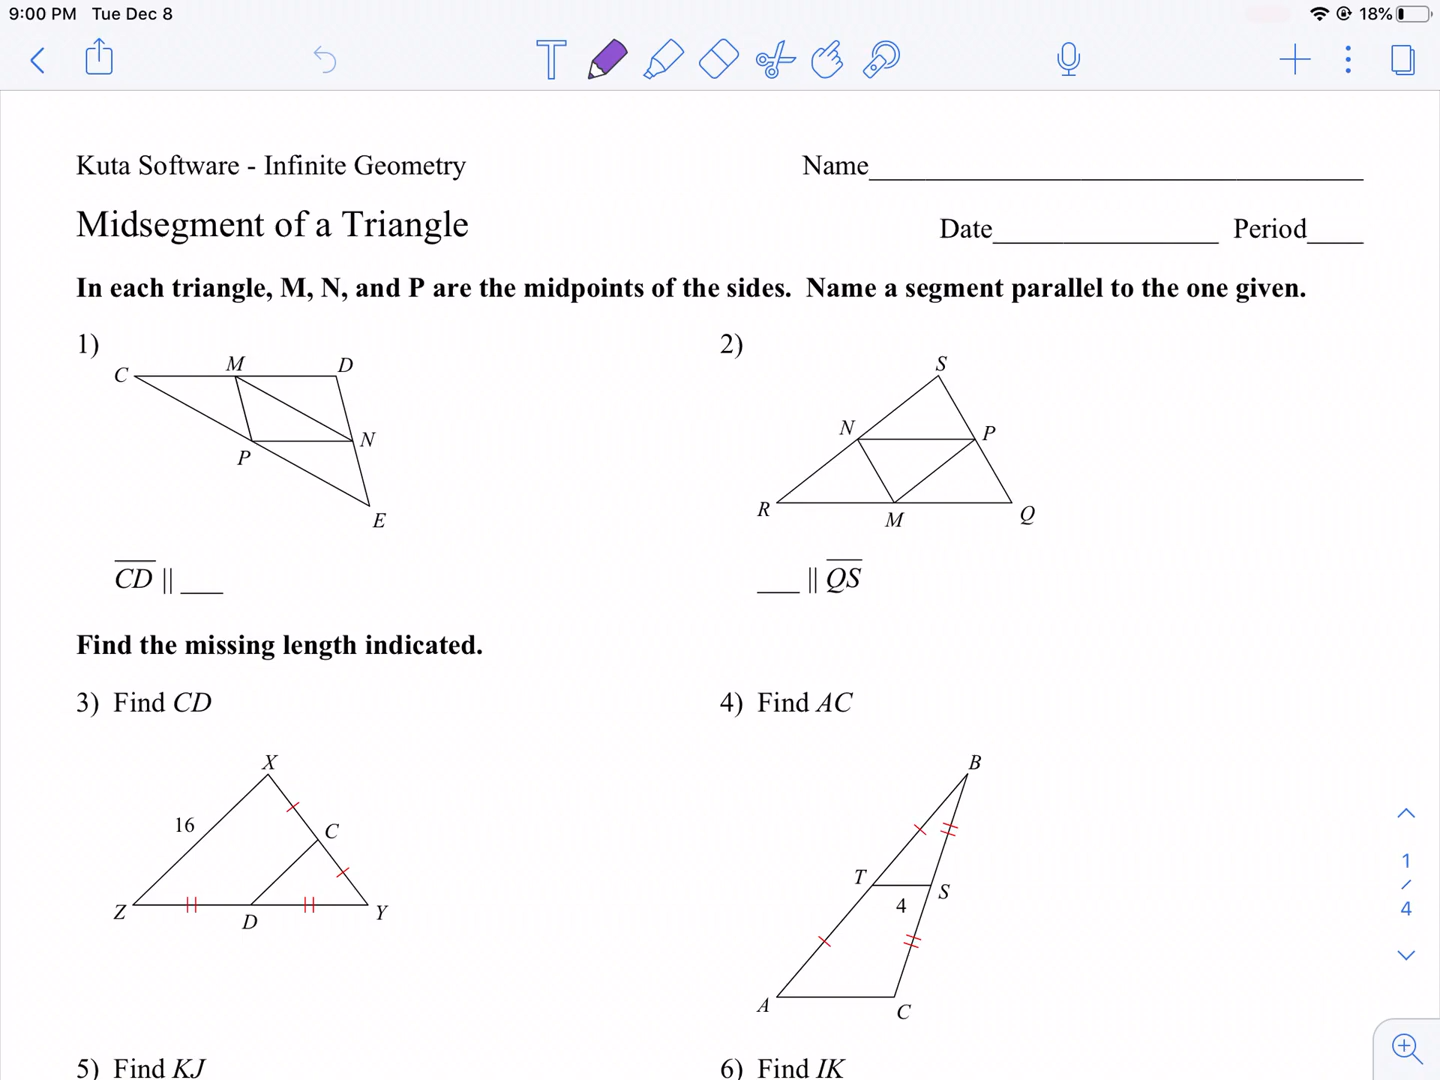 9:00 PM Tue Dec 8
18%
Kuta Software - Infinite Geometry
Name
Midsegment of a Triangle
Date Period
In each triangle, M, N, and P are the midpoints of the sides. Name a segment parallel to the one given.
1)
C
M
D
N
P
E
CD || ___
2)
S
N
P
R
M
Q
___ || QS
Find the missing length indicated.
3) Find CD
X
16
C
Z
D
Y
4) Find AC
B
T
S
4
A
C
1
/
4
5) Find KJ
6) Find IK